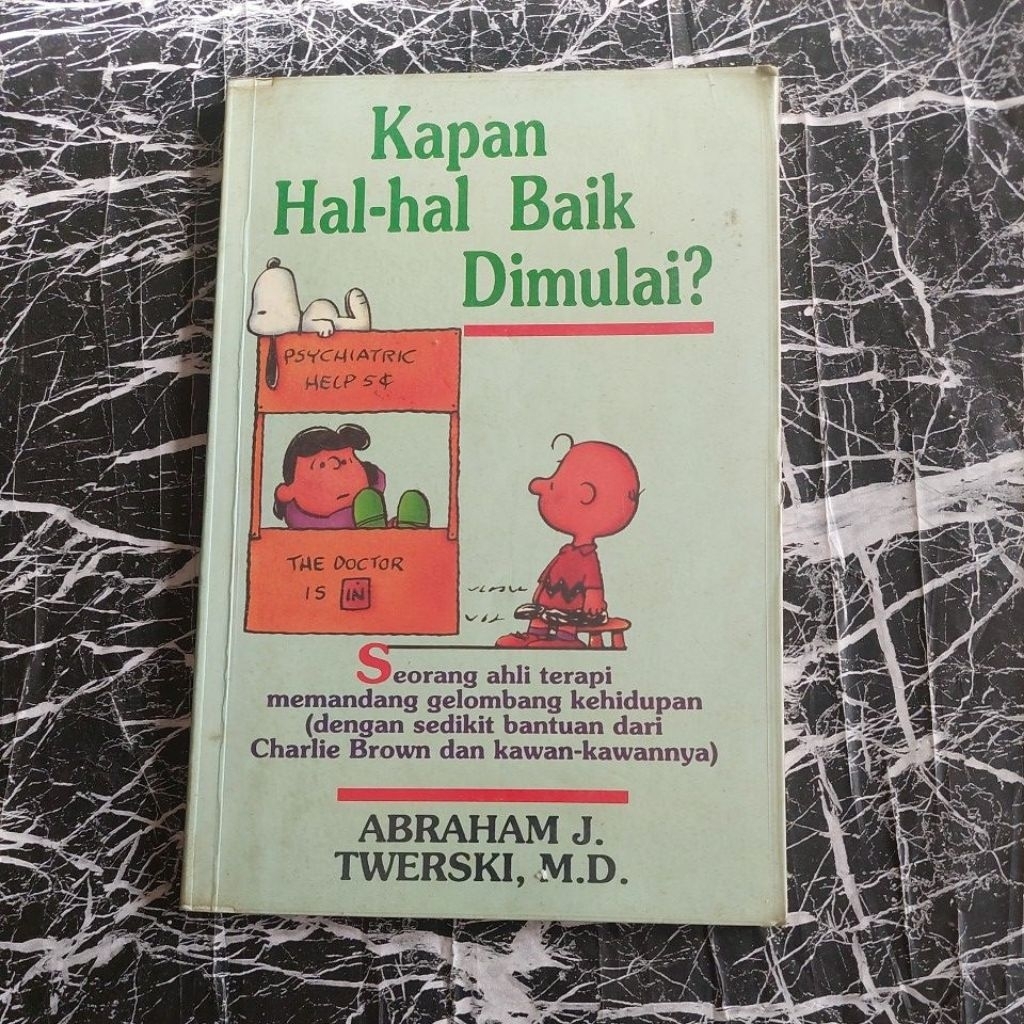 Kapan
Hal-hal Baik
Dimulai?
PSYCHIATRIC
HELP 5¢
THE DOCTOR
IS IN
Seorang ahli terapi
memandang gelombang kehidupan
(dengan sedikit bantuan dari
Charlie Brown dan kawan-kawannya)
ABRAHAM J.
TWERSKI, M.D.